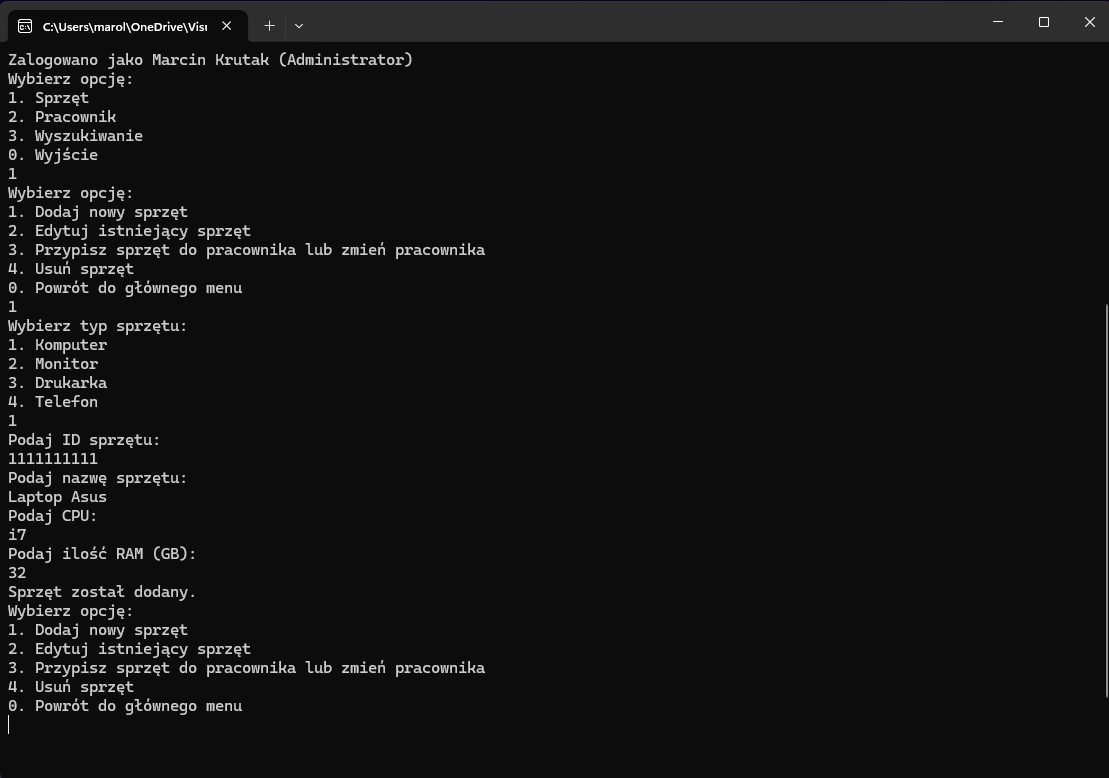 C:\Users\marol\OneDrive\Visu
Zalogowano jako Marcin Krutak (Administrator)
Wybierz opcję:
1. Sprzęt
2. Pracownik
3. Wyszukiwanie
0. Wyjście
1
Wybierz opcję:
1. Dodaj nowy sprzęt
2. Edytuj istniejący sprzęt
3. Przypisz sprzęt do pracownika lub zmień pracownika
4. Usuń sprzęt
0. Powrót do głównego menu
1
Wybierz typ sprzętu:
1. Komputer
2. Monitor
3. Drukarka
4. Telefon
1
Podaj ID sprzętu:
1111111111
Podaj nazwę sprzętu:
Laptop Asus
Podaj CPU:
i7
Podaj ilość RAM (GB):
32
Sprzęt został dodany.
Wybierz opcję:
1. Dodaj nowy sprzęt
2. Edytuj istniejący sprzęt
3. Przypisz sprzęt do pracownika lub zmień pracownika
4. Usuń sprzęt
0. Powrót do głównego menu